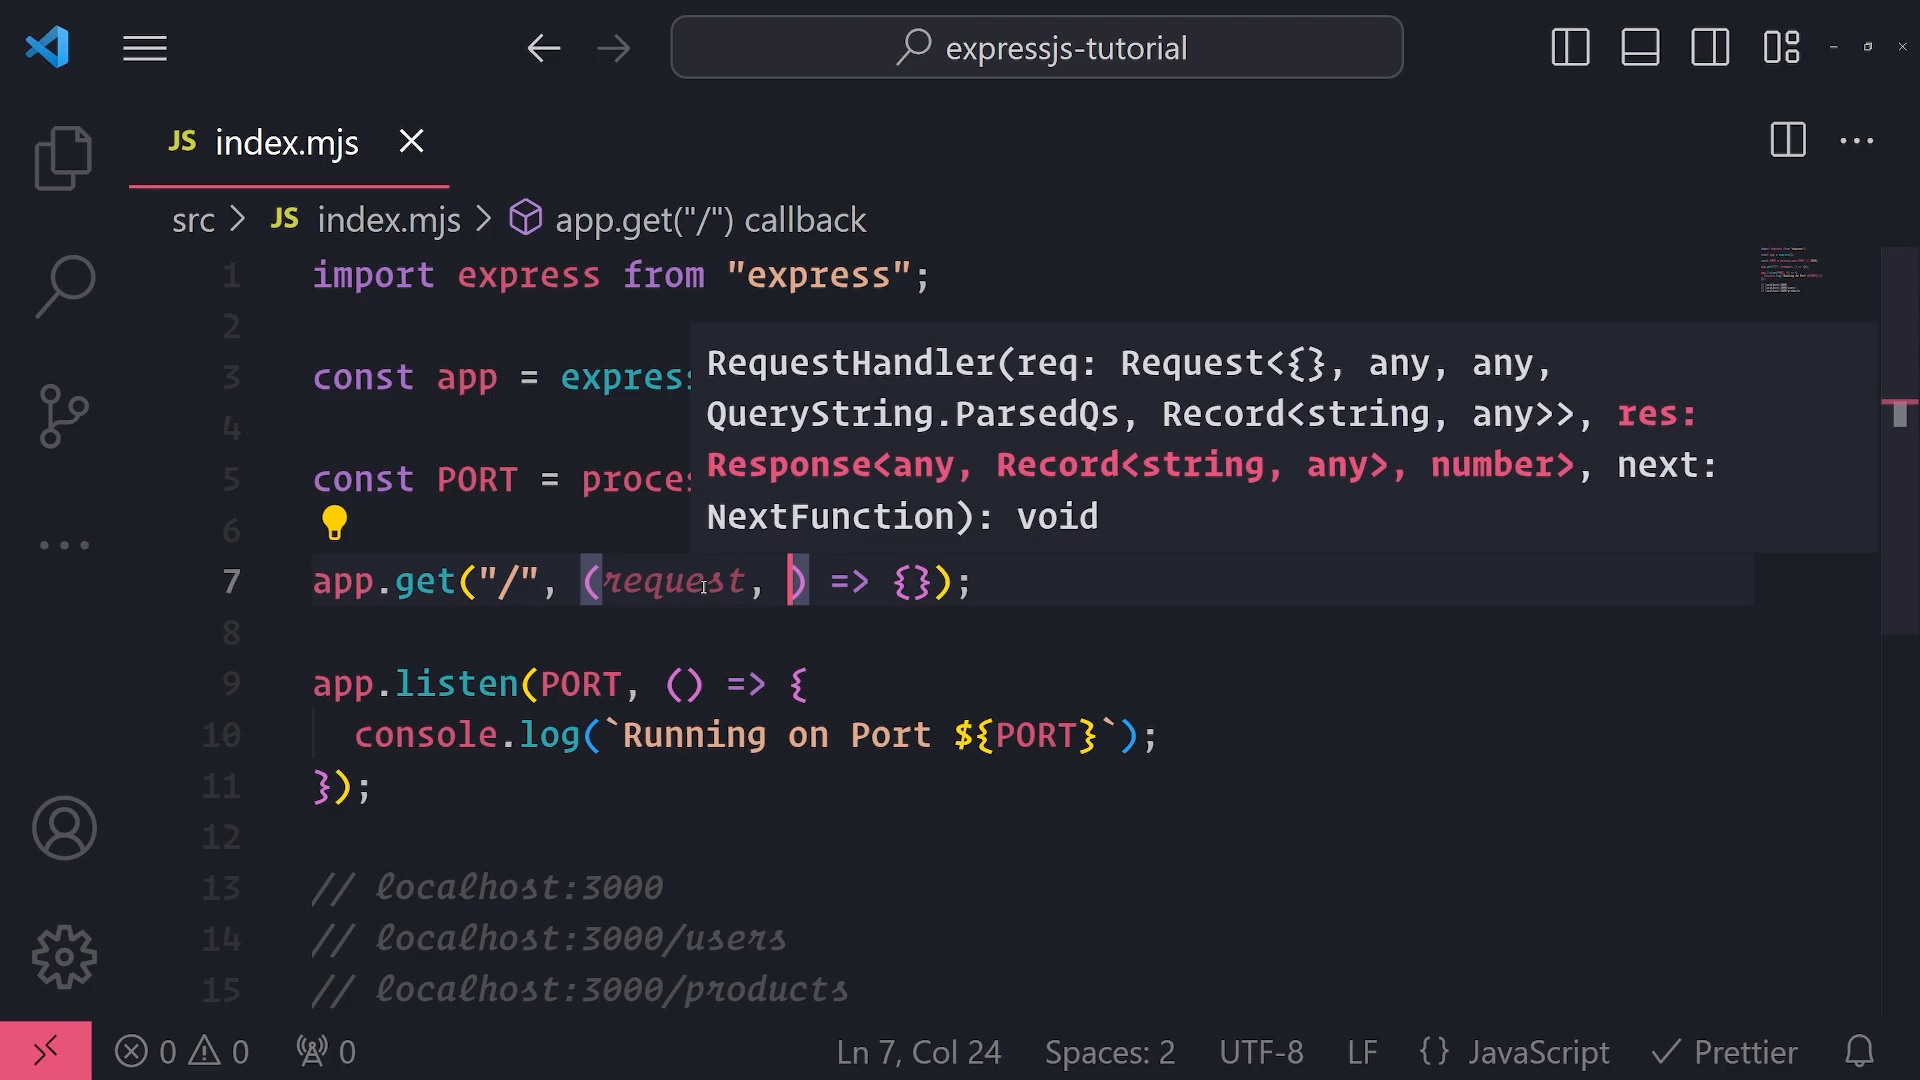 expressjs-tutorial
JS index.mjs
src > JS index.mjs > app.get("/") callback
1 import express from "express";
2
3 const app = express
4
5 const PORT = proces
6
RequestHandler(req: Request<{}, any, any,
QueryString.ParsedQs, Record<string, any>>, res:
Response<any, Record<string, any>, number>, next:
NextFunction): void
7 app.get("/", (request, ) => {});
8
9 app.listen(PORT, () => {
10 console.log(`Running on Port ${PORT}`);
11 });
12
13 // localhost:3000
14 // localhost:3000/users
15 // localhost:3000/products
0 0 0 Ln 7, Col 24 Spaces: 2 UTF-8 LF {} JavaScript Prettier